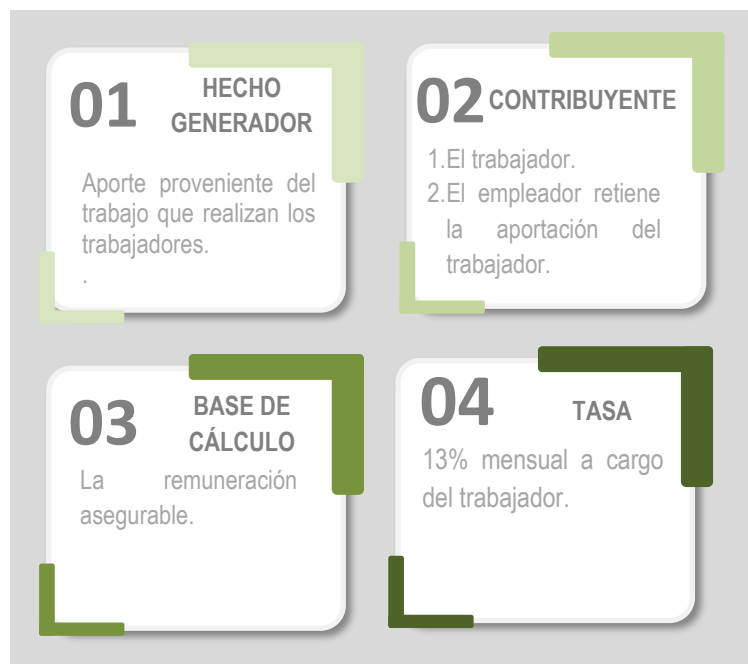 01
HECHO
GENERADOR
Aporte proveniente del
trabajo que realizan los
trabajadores.
.
02 CONTRIBUYENTE
1.El trabajador.
2.El empleador retiene
la aportación del
trabajador.
03
BASE DE
CÁLCULO
La remuneración
asegurable.
04 TASA
13% mensual a cargo
del trabajador.